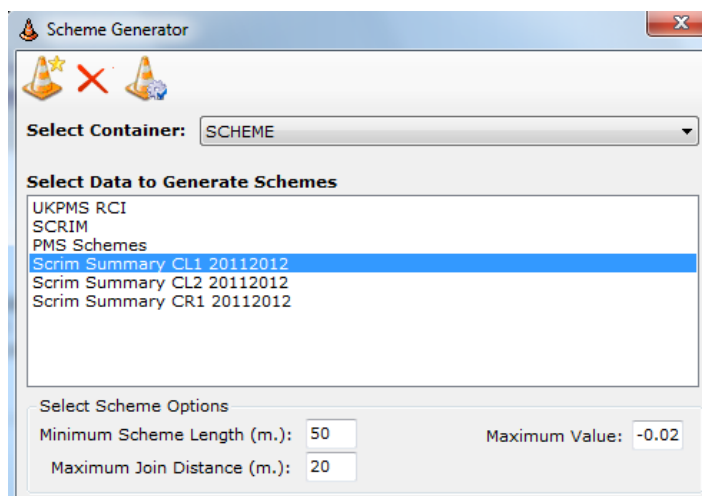 Scheme Generator
Select Container: SCHEME
Select Data to Generate Schemes
UKPMS RCI
SCRIM
PMS Schemes
Scrim Summary CL1 20112012
Scrim Summary CL2 20112012
Scrim Summary CR1 20112012
Select Scheme Options
Minimum Scheme Length (m.): 50 Maximum Value: -0.02
Maximum Join Distance (m.): 20